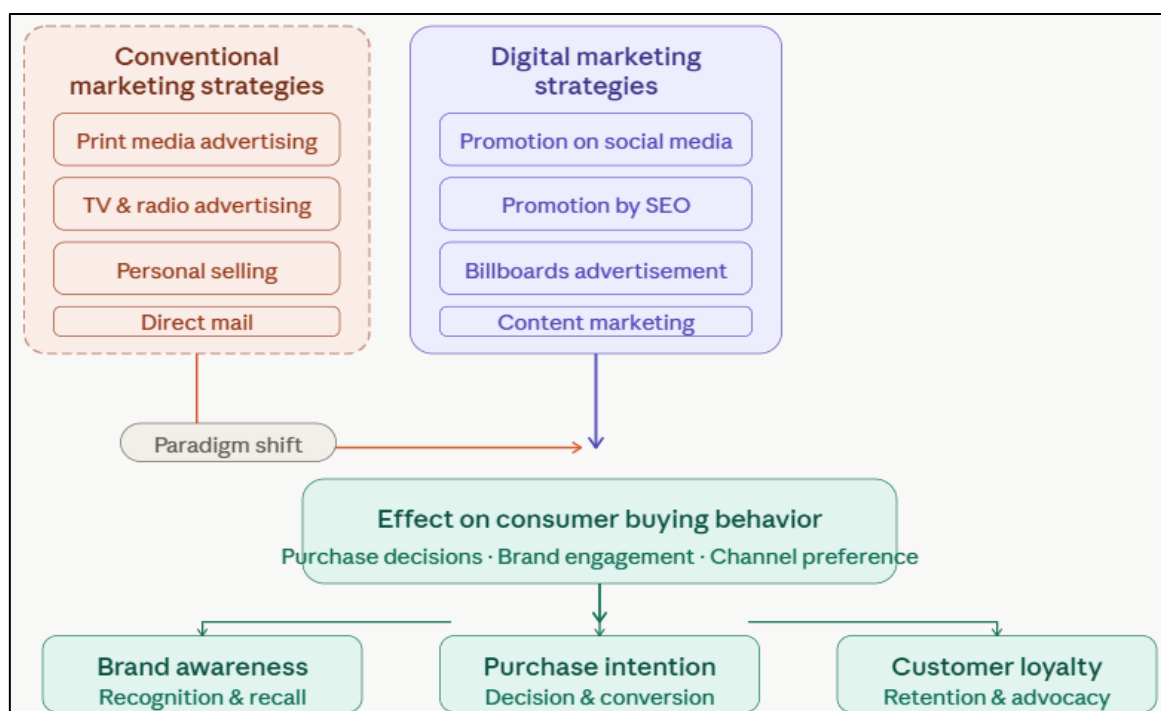 Conventional
marketing strategies
Print media advertising
TV & radio advertising
Personal selling
Direct mail
Digital marketing
strategies
Promotion on social media
Promotion by SEO
Billboards advertisement
Content marketing
Paradigm shift
Effect on consumer buying behavior
Purchase decisions · Brand engagement · Channel preference
Brand awareness
Recognition & recall
Purchase intention
Decision & conversion
Customer loyalty
Retention & advocacy